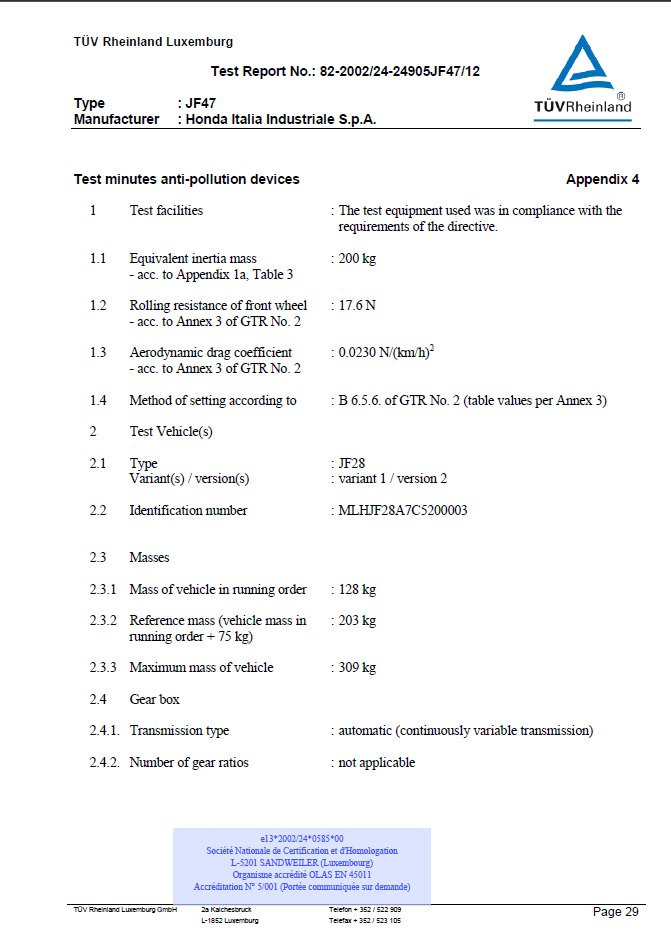 TÜV Rheinland Luxemburg
Test Report No.: 82-2002/24-24905JF47/12
Type : JF47
Manufacturer : Honda Italia Industriale S.p.A.
TÜVRheinland®
Test minutes anti-pollution devices Appendix 4
1 Test facilities : The test equipment used was in compliance with the
requirements of the directive.
1.1 Equivalent inertia mass : 200 kg
- acc. to Appendix 1a, Table 3
1.2 Rolling resistance of front wheel : 17.6 N
- acc. to Annex 3 of GTR No. 2
1.3 Aerodynamic drag coefficient : 0.0230 N/(km/h)²
- acc. to Annex 3 of GTR No. 2
1.4 Method of setting according to : B 6.5.6. of GTR No. 2 (table values per Annex 3)
2 Test Vehicle(s)
2.1 Type : JF28
Variant(s) / version(s) : variant 1 / version 2
2.2 Identification number : MLHJF28A7C5200003
2.3 Masses
2.3.1 Mass of vehicle in running order : 128 kg
2.3.2 Reference mass (vehicle mass in : 203 kg
running order + 75 kg)
2.3.3 Maximum mass of vehicle : 309 kg
2.4 Gear box
2.4.1. Transmission type : automatic (continuously variable transmission)
2.4.2. Number of gear ratios : not applicable
e13*2002/24*0585*00
Société Nationale de Certification et d'Homologation
L-5201 SANDWEILER (Luxembourg)
Organisme accrédité OLAS EN 45011
Accréditation N° 5/001 (Portée communiquée sur demande)
TÜV Rheinland Luxemburg GmbH 2a Kalchesbruck Telefon + 352 / 522 909 Page 29
L-1852 Luxemburg Telefax + 352 / 523 105